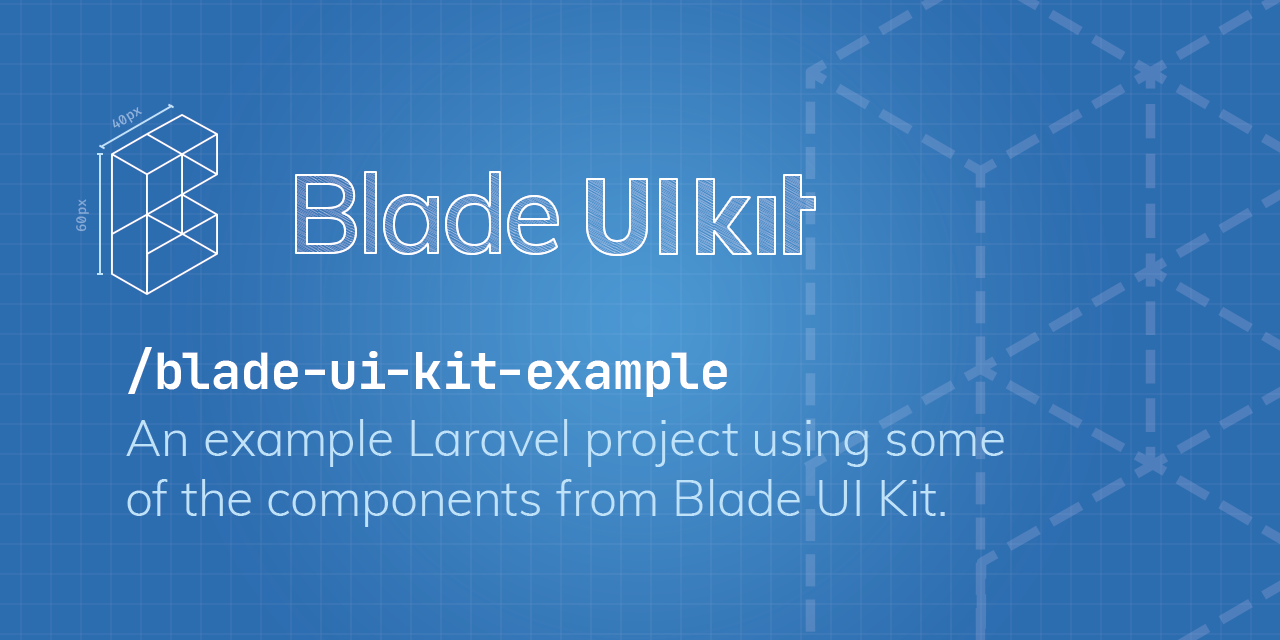 40px
60px
Blade UI kit
/blade-ui-kit-example
An example Laravel project using some
of the components from Blade UI Kit.